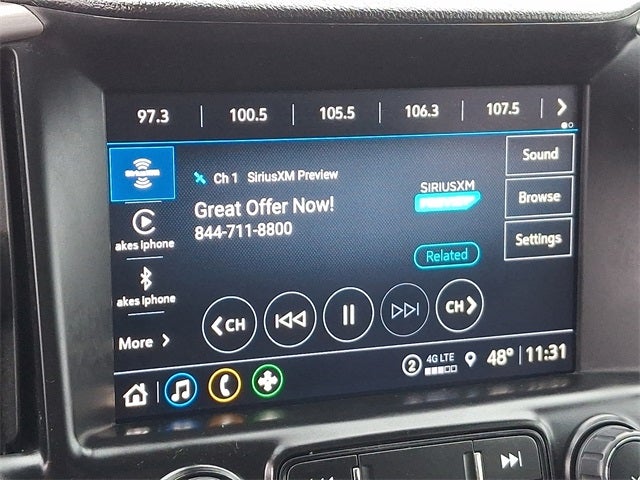 97.3 100.5 105.5 106.3 107.5
SiriusXM
Ch 1 SiriusXM Preview
Great Offer Now!
844-711-8800
SIRIUSXM
PREVIEW
Related
Sound
Browse
Settings
akes Iphone
akes Iphone
More
CH
CH
2 4G LTE 48° 11:31